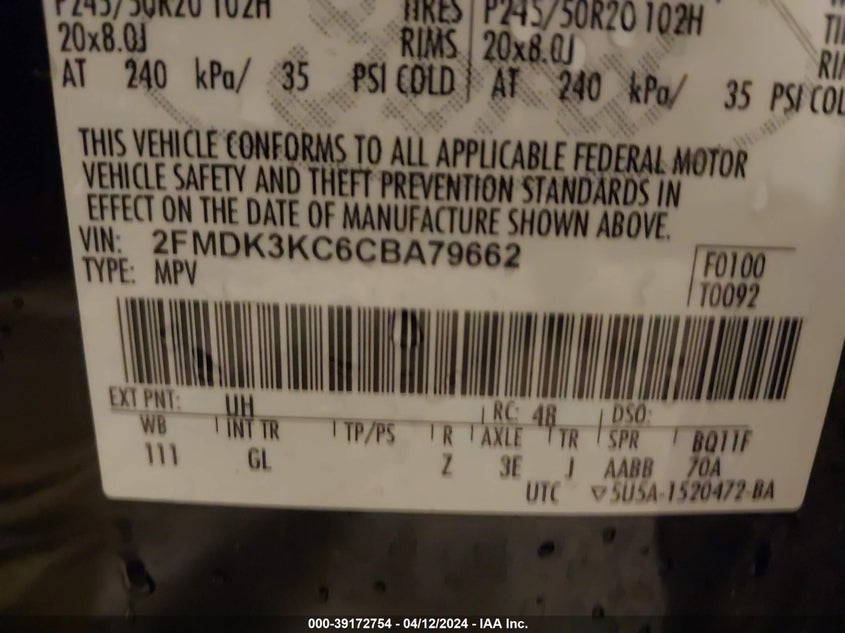 P245/50R20 102H TIRES P245/50R20 102H
20x8.0J RIMS 20x8.0J
AT 240 kPa/ 35 PSI COLD AT 240 kPa/ 35 PSI COL
THIS VEHICLE CONFORMS TO ALL APPLICABLE FEDERAL MOTOR
VEHICLE SAFETY AND THEFT PREVENTION STANDARDS IN
EFFECT ON THE DATE OF MANUFACTURE SHOWN ABOVE.
VIN: 2FMDK3KC6CBA79662
TYPE: MPV
F0100
T0092
EXT PNT: UH RC: 48 DSO:
WB INT TR TP/PS R AXLE TR SPR BQ11F
111 GL Z 3E J AABB 70A
UTC ▽5U5A-1520472-BA
000-39172754 - 04/12/2024 - IAA Inc.